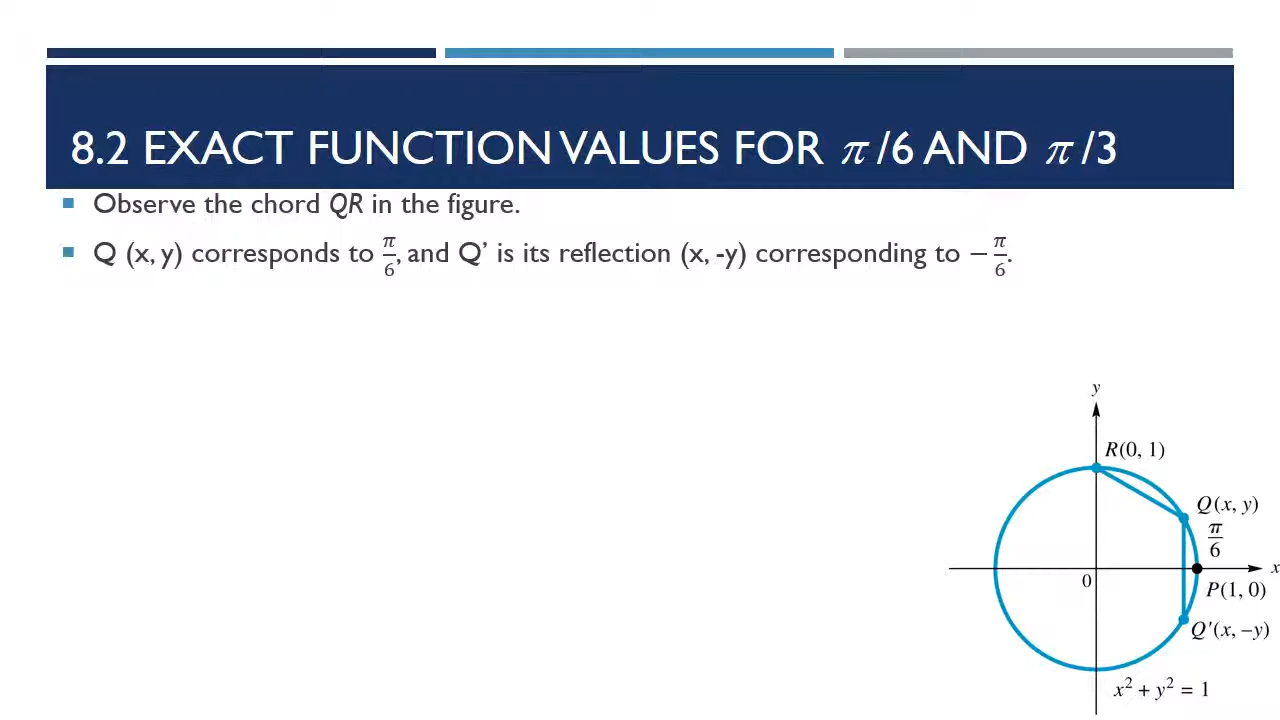 8.2 EXACT FUNCTION VALUES FOR π/6 AND π/3
Observe the chord QR in the figure.
Q (x, y) corresponds to π/6, and Q’ is its reflection (x, -y) corresponding to −π/6.
y
R(0, 1)
Q(x, y)
π/6
x
0
P(1, 0)
Q′(x, –y)
x² + y² = 1